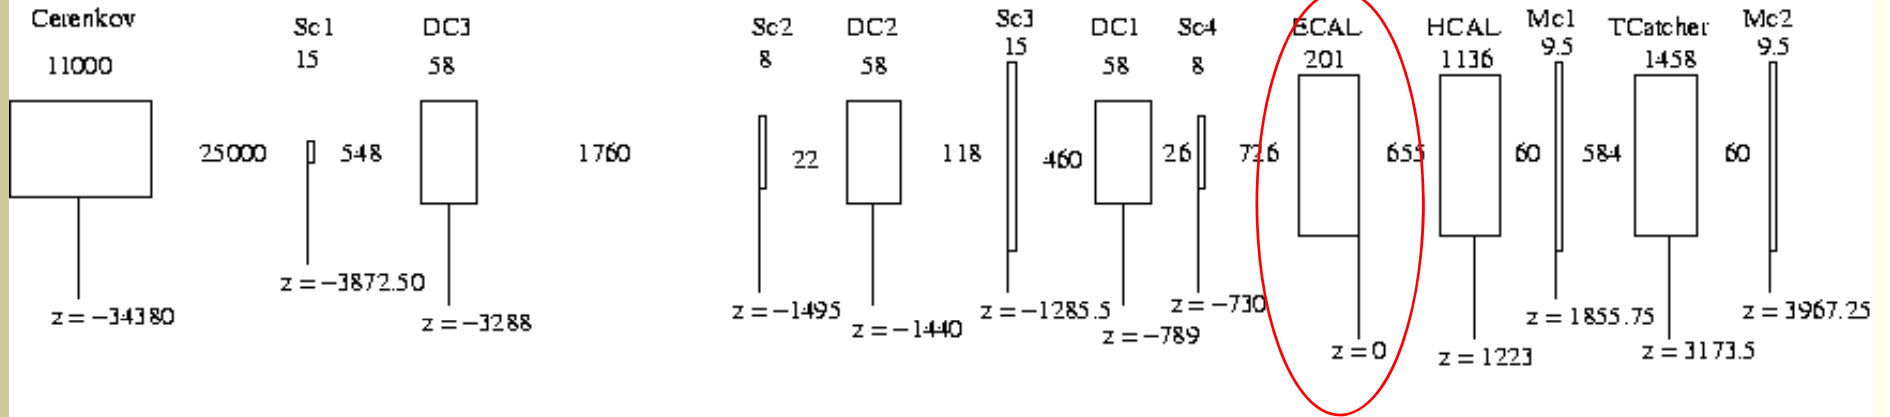 Cerenkov
11000
Sc1
15
DC3
58
Sc2
8
DC2
58
Sc3
15
DC1
58
Sc4
8
ECAL
201
HCAL
1136
Mc1
9.5
TCatcher
1458
Mc2
9.5
25000
548
1760
22
118
460
26
726
655
60
584
60
z = −34380
z = −3872.50
z = −3288
z = −1495
z = −1440
z = −1285.5
z = −789
z = −730
z = 0
z = 1223
z = 1855.75
z = 3173.5
z = 3967.25